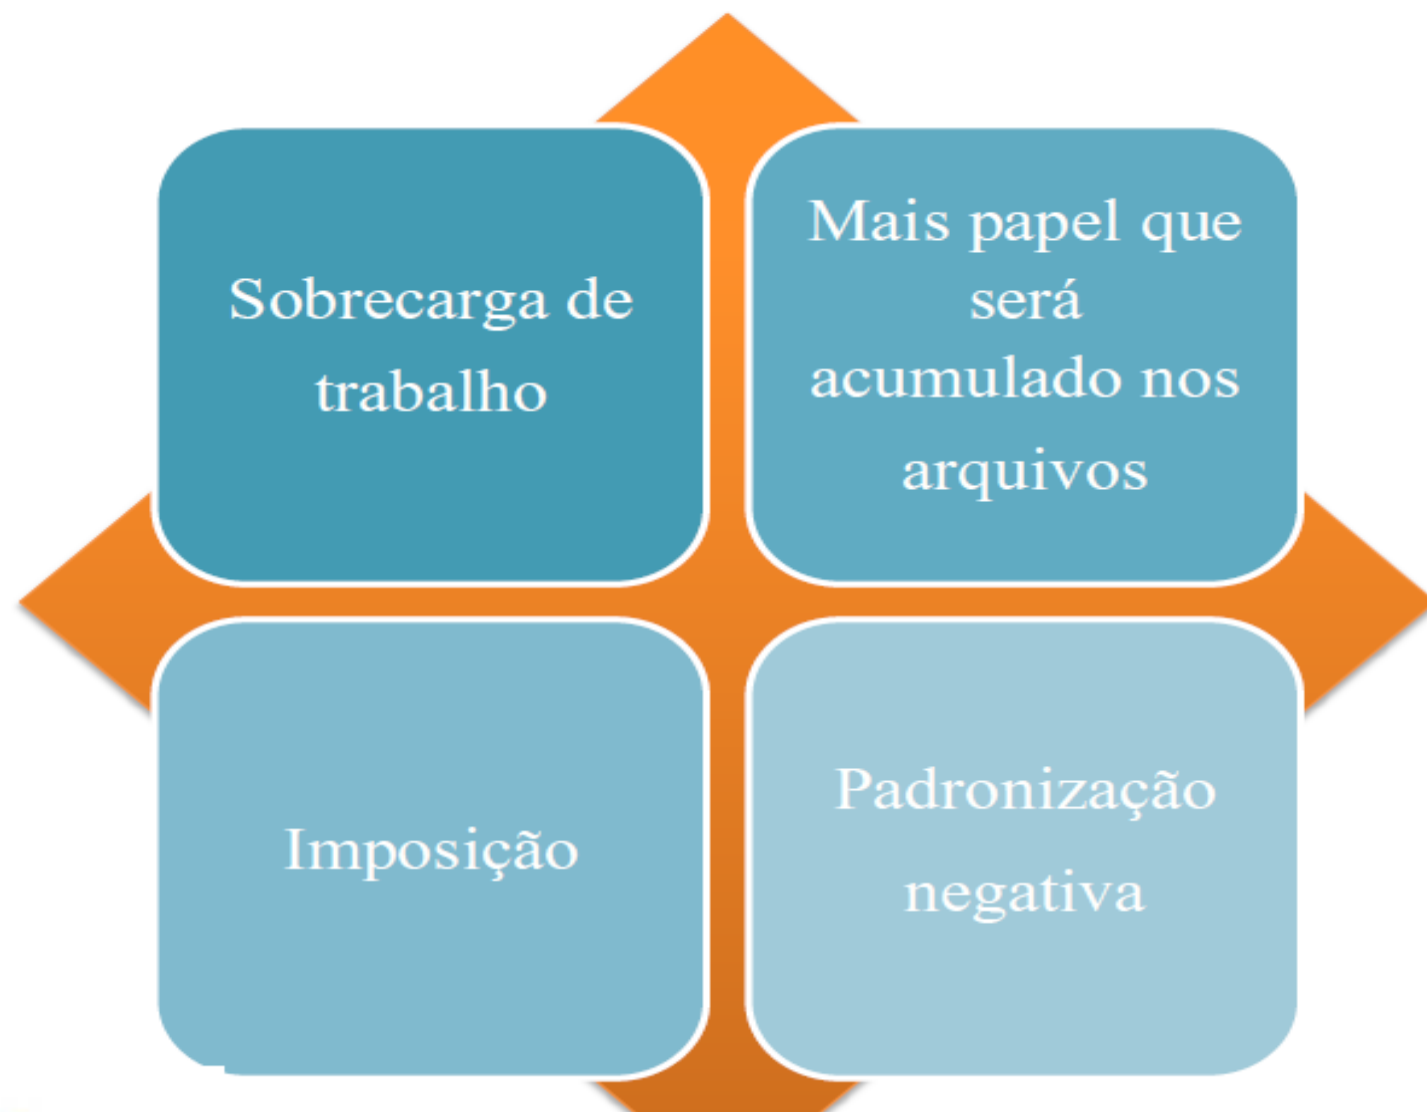 Sobrecarga de
trabalho
Mais papel que
será
acumulado nos
arquivos
Imposição
Padronização
negativa